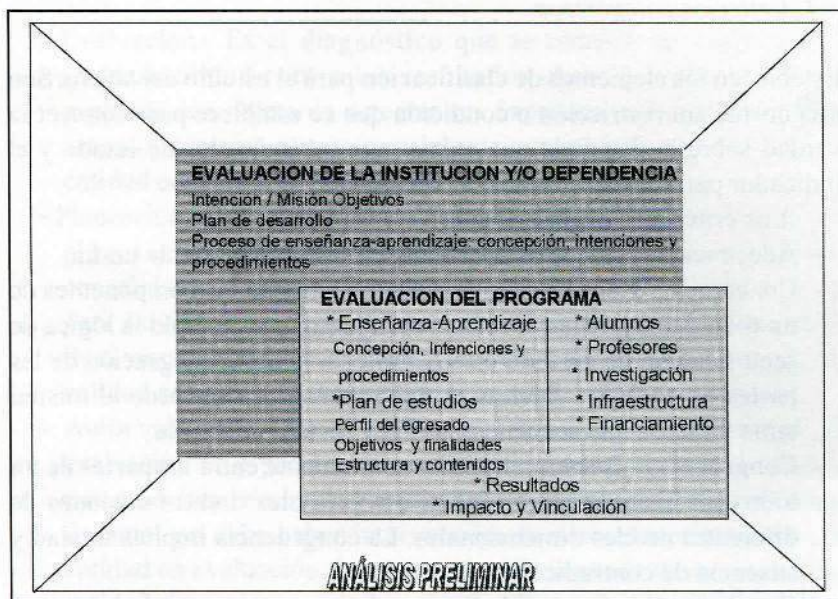 EVALUACION DE LA INSTITUCION Y/O DEPENDENCIA
Intención / Misión Objetivos
Plan de desarrollo
Proceso de enseñanza-aprendizaje: concepción, intenciones y
procedimientos
EVALUACION DEL PROGRAMA
* Enseñanza-Aprendizaje
Concepción, Intenciones y
procedimientos
*Plan de estudios
Perfil del egresado
Objetivos y finalidades
Estructura y contenidos
* Alumnos
* Profesores
* Investigación
* Infraestructura
* Financiamiento
* Resultados
* Impacto y Vinculación
ANÁLISIS PRELIMINAR